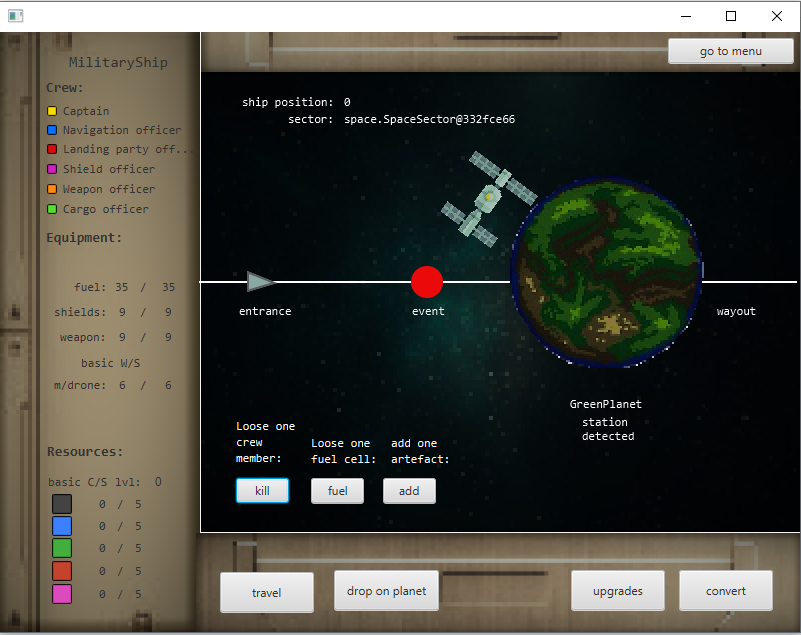 go to menu
MilitaryShip
Crew:
Captain
Navigation officer
Landing party off...
Shield officer
Weapon officer
Cargo officer
Equipment:
fuel: 35 / 35
shields: 9 / 9
weapon: 9 / 9
basic W/S
m/drone: 6 / 6
Resources:
basic C/S lvl: 0
0 / 5
0 / 5
0 / 5
0 / 5
0 / 5
ship position: 0
sector: space.SpaceSector@332fce66
entrance
event
wayout
GreenPlanet
station
detected
Loose one
crew
member:
Loose one
fuel cell:
add one
artefact:
kill
fuel
add
travel
drop on planet
upgrades
convert